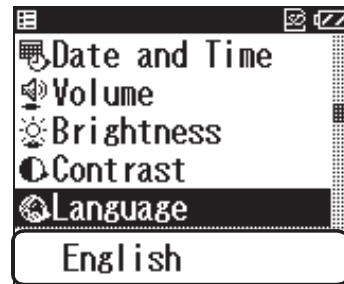 Date and Time
Volume
Brightness
Contrast
Language
English